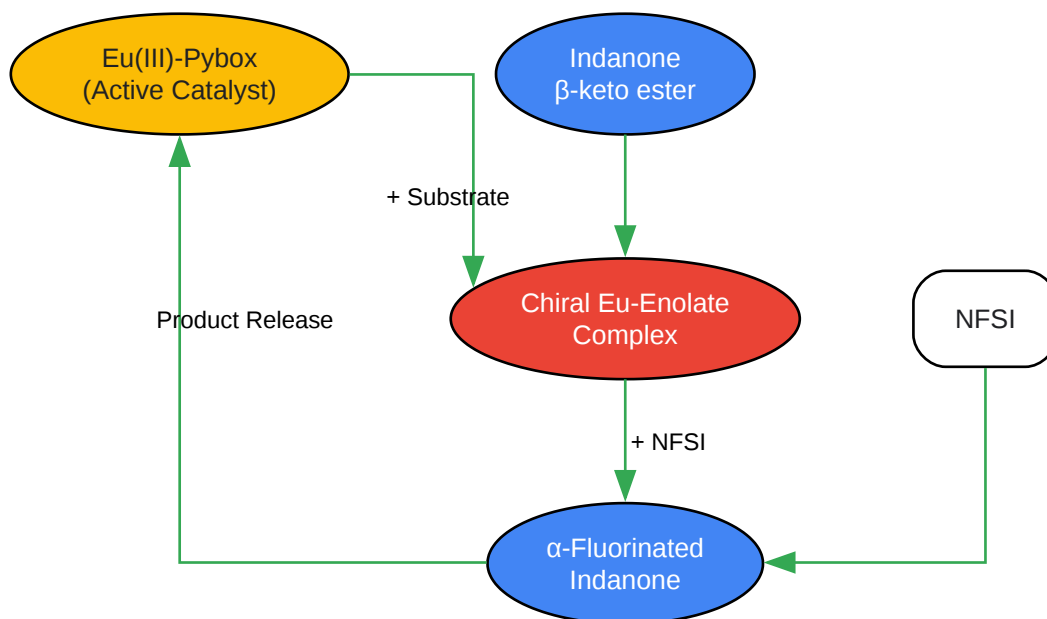 Eu(III)-Pybox
(Active Catalyst)
Indanone
β-keto ester
+ Substrate
Chiral Eu-Enolate
Complex
NFSI
Product Release
+ NFSI
α-Fluorinated
Indanone